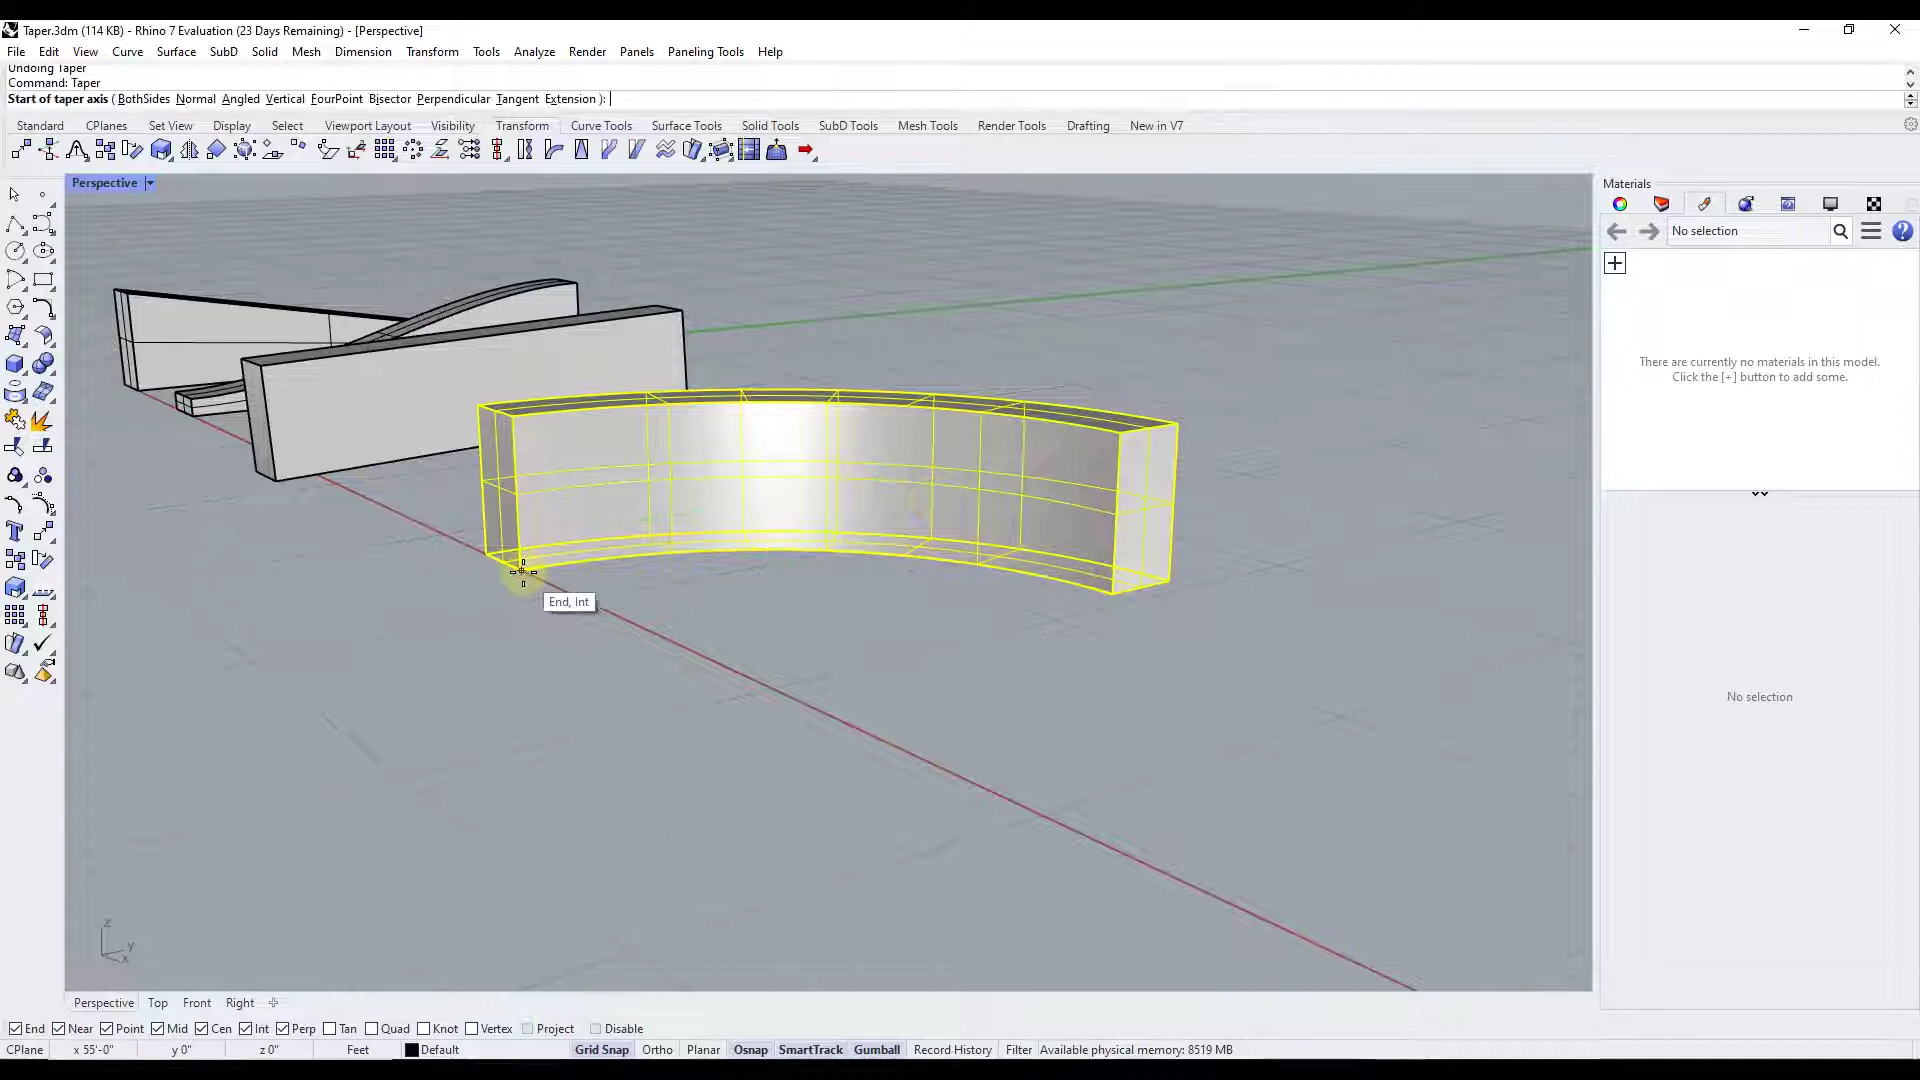 Taper.3dm (114 KB) - Rhino 7 Evaluation (23 Days Remaining) - [Perspective]
File Edit View Curve Surface SubD Solid Mesh Dimension Transform Tools Analyze Render Panels Paneling Tools Help
Undoing Taper
Command: Taper
Start of taper axis ( BothSides Normal Angled Vertical FourPoint Bisector Perpendicular Tangent Extension ):
Standard CPlanes Set View Display Select Viewport Layout Visibility Transform Curve Tools Surface Tools Solid Tools SubD Tools Mesh Tools Render Tools Drafting New in V7
Perspective
Materials
No selection
There are currently no materials in this model.
Click the [+] button to add some.
End, Int
No selection
z
y
x
Perspective Top Front Right
End Near Point Mid Cen Int Perp Tan Quad Knot Vertex Project Disable
CPlane x 55'-0" y 0" z 0" Feet Default Grid Snap Ortho Planar Osnap SmartTrack Gumball Record History Filter Available physical memory: 8519 MB